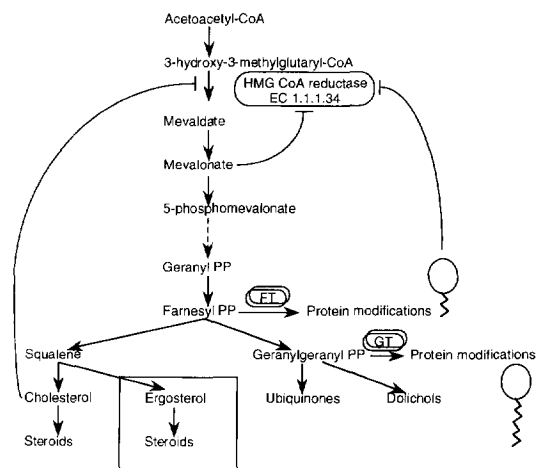 Acetoacetyl-CoA
3-hydroxy-3-methylglutaryl-CoA
HMG CoA reductase
EC 1.1.1.34
Mevaldate
Mevalonate
5-phosphomevalonate
Geranyl PP
Farnesyl PP
FT
Protein modifications
Squalene
Geranylgeranyl PP
GT
Protein modifications
Cholesterol
Ergosterol
Ubiquinones
Dolichols
Steroids
Steroids